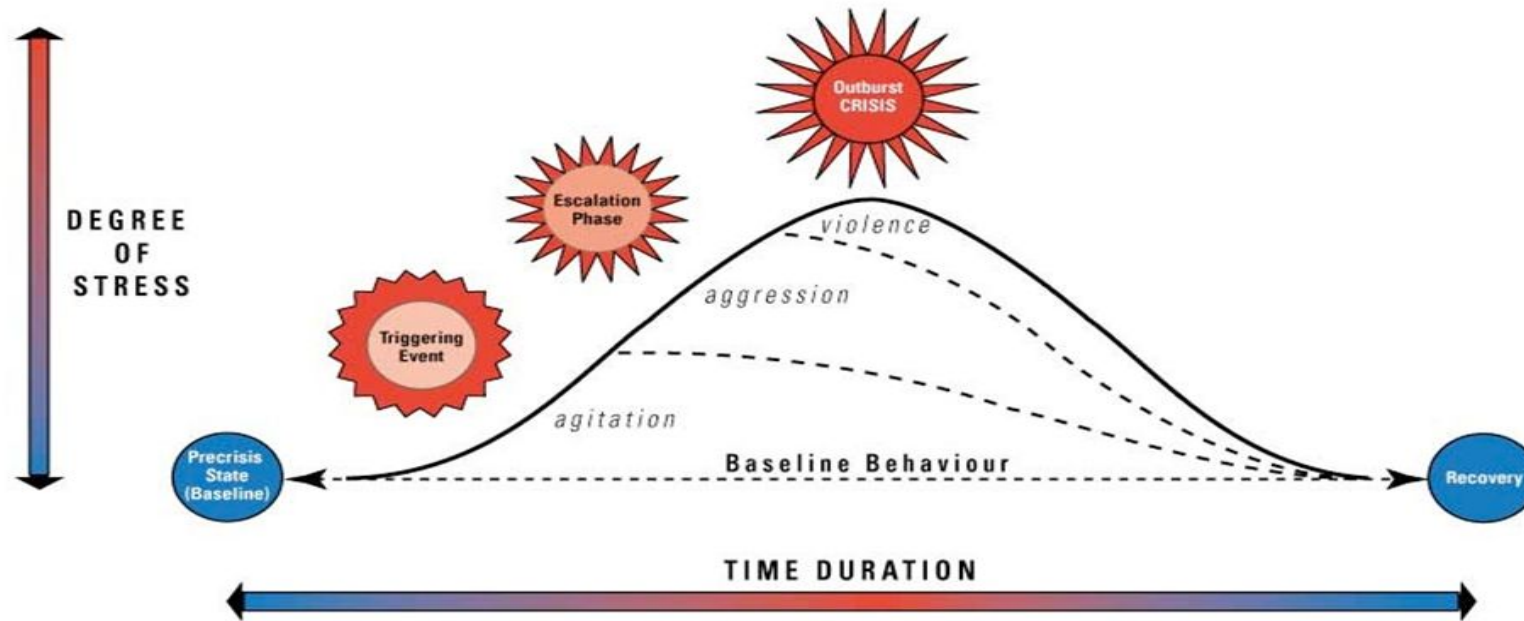 Outburst
CRISIS
Escalation
Phase
violence
DEGREE
OF
STRESS
aggression
Triggering
Event
agitation
Precrisis
State
(Baseline)
Baseline Behaviour
Recovery
TIME DURATION